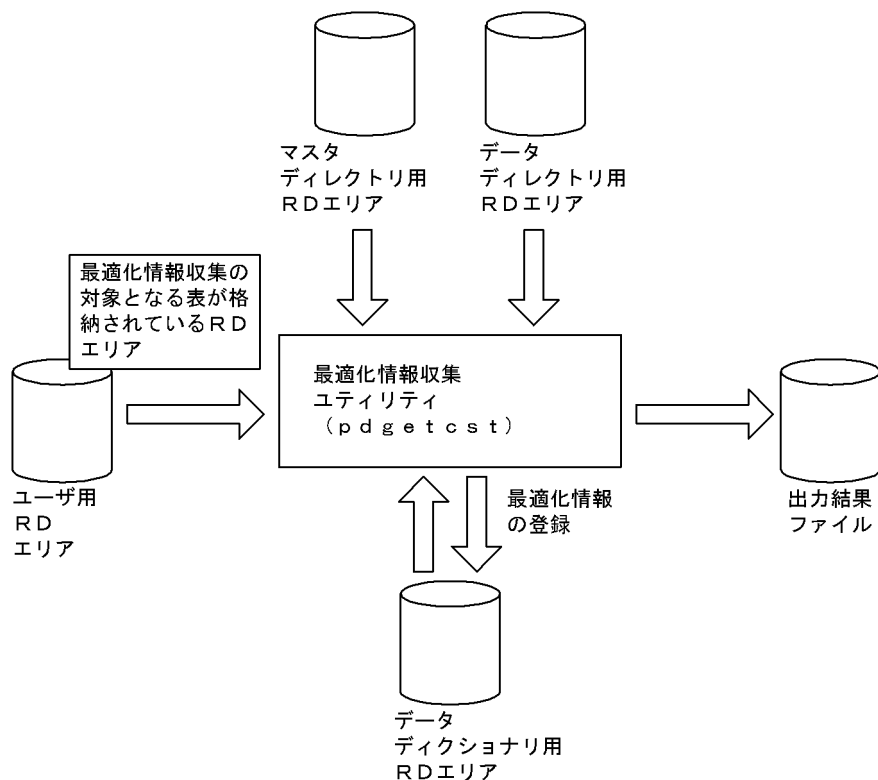 マスタ
ディレクトリ用
ＲＤエリア
データ
ディレクトリ用
ＲＤエリア
最適化情報収集の
対象となる表が格
納されているＲＤ
エリア
最適化情報収集
ユティリティ
（ｐｄｇｅｔｃｓｔ）
ユーザ用
ＲＤ
エリア
最適化情報
の登録
出力結果
ファイル
データ
ディクショナリ用
ＲＤエリア